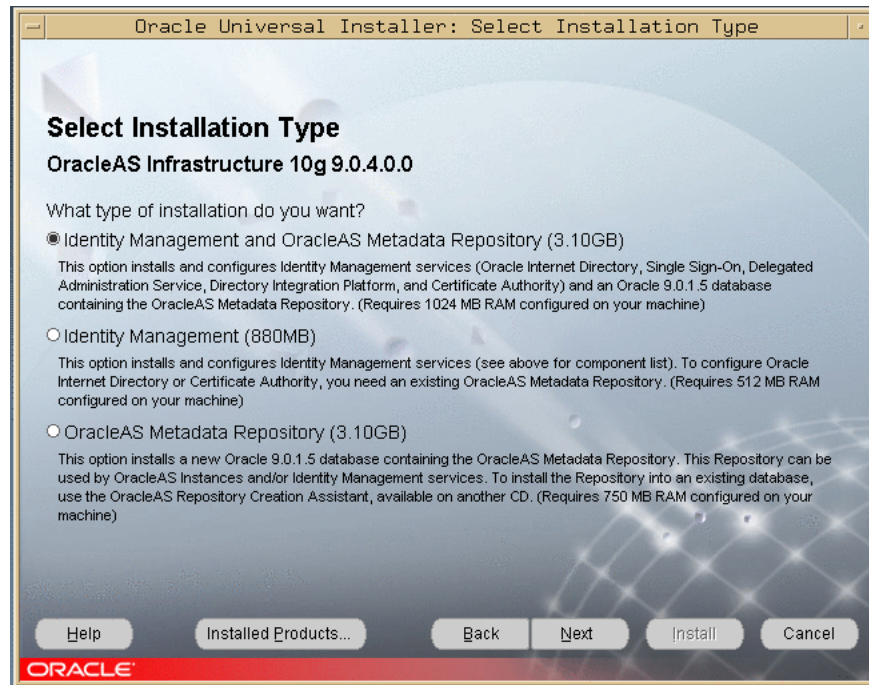 Oracle Universal Installer: Select Installation Type
Select Installation Type
OracleAS Infrastructure 10g 9.0.4.0.0
What type of installation do you want?
Identity Management and OracleAS Metadata Repository (3.10GB)
This option installs and configures Identity Management services (Oracle Internet Directory, Single Sign-On, Delegated
Administration Service, Directory Integration Platform, and Certificate Authority) and an Oracle 9.0.1.5 database
containing the OracleAS Metadata Repository. (Requires 1024 MB RAM configured on your machine)
Identity Management (880MB)
This option installs and configures Identity Management services (see above for component list). To configure Oracle
Internet Directory or Certificate Authority, you need an existing OracleAS Metadata Repository. (Requires 512 MB RAM
configured on your machine)
OracleAS Metadata Repository (3.10GB)
This option installs a new Oracle 9.0.1.5 database containing the OracleAS Metadata Repository. This Repository can be
used by OracleAS Instances and/or Identity Management services. To install the Repository into an existing database,
use the OracleAS Repository Creation Assistant, available on another CD. (Requires 750 MB RAM configured on your
machine)
Help Installed Products... Back Next Install Cancel
ORACLE